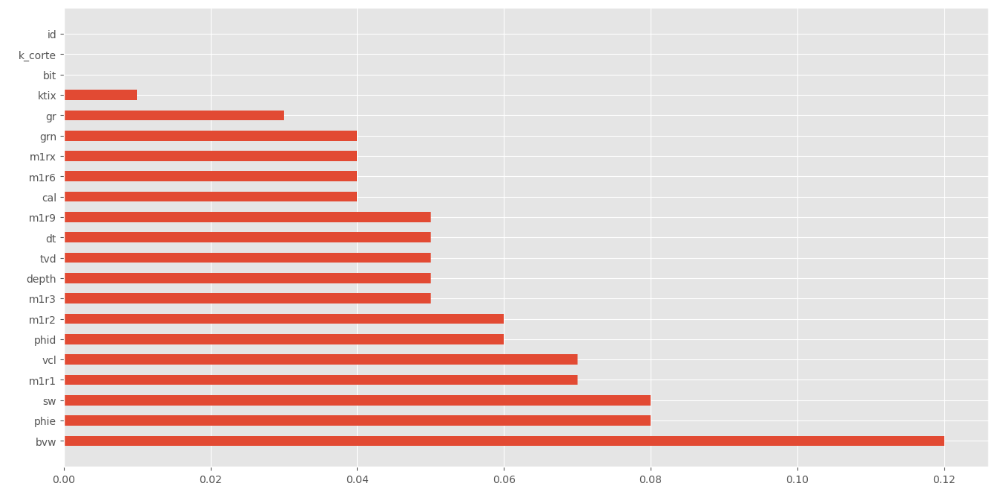 id
k_corte
bit
ktix
gr
grn
m1rx
m1r6
cal
m1r9
dt
tvd
depth
m1r3
m1r2
phid
vcl
m1r1
sw
phie
bvw
0.00 0.02 0.04 0.06 0.08 0.10 0.12